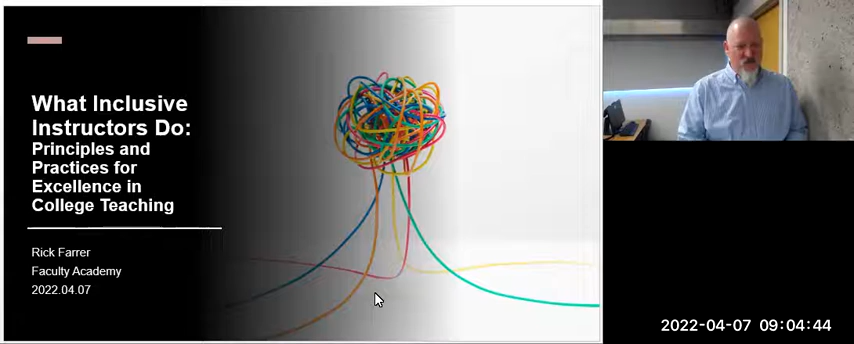 What Inclusive
Instructors Do:
Principles and
Practices for
Excellence in
College Teaching
Rick Farrer
Faculty Academy
2022.04.07
2022-04-07 09:04:44